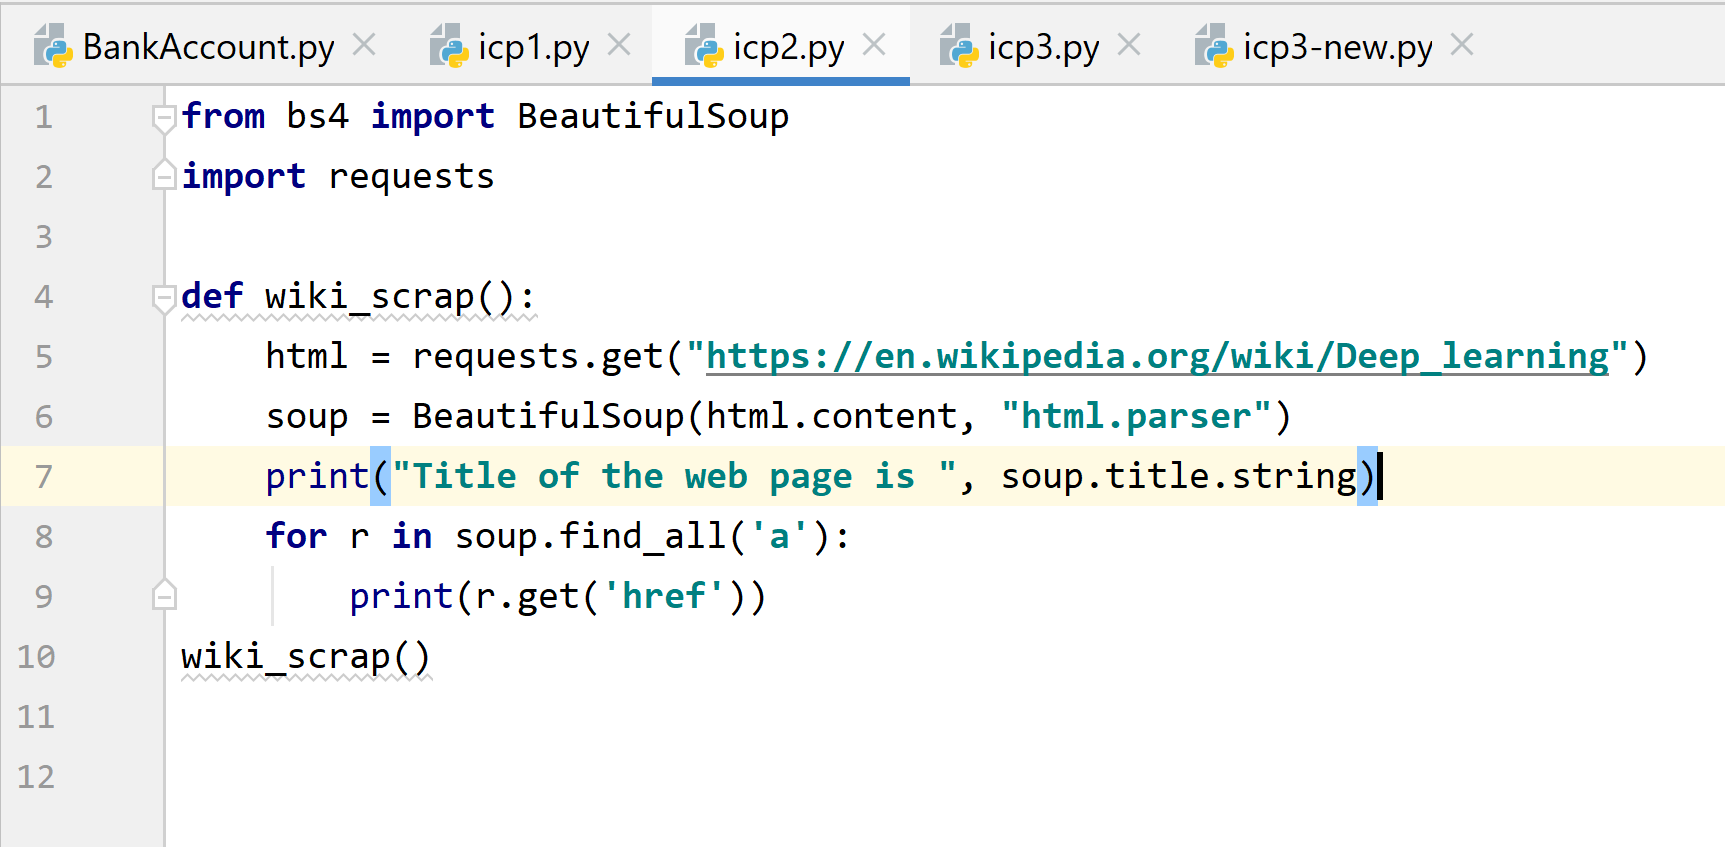 BankAccount.py icp1.py icp2.py icp3.py icp3-new.py
1 from bs4 import BeautifulSoup
2 import requests
3
4 def wiki_scrap():
5     html = requests.get("https://en.wikipedia.org/wiki/Deep_learning")
6     soup = BeautifulSoup(html.content, "html.parser")
7     print("Title of the web page is ", soup.title.string)
8     for r in soup.find_all('a'):
9         print(r.get('href'))
10 wiki_scrap()
11
12